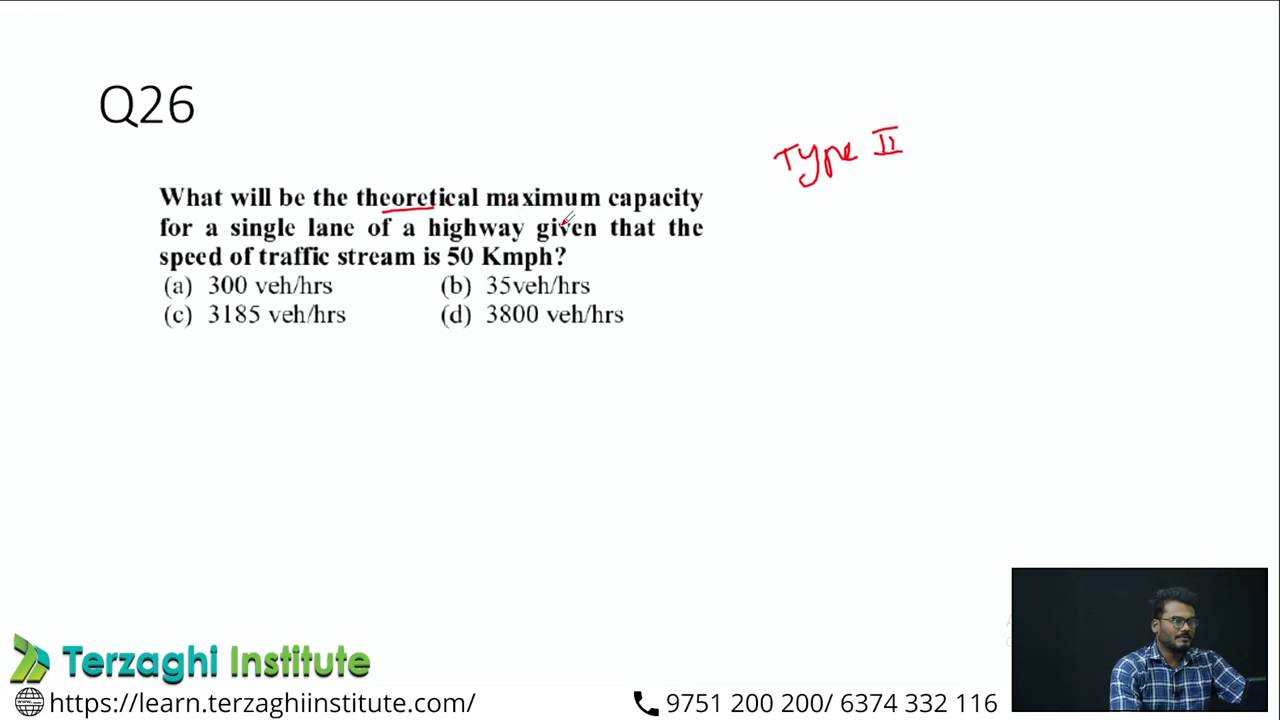 Q26
Type II
What will be the theoretical maximum capacity
for a single lane of a highway given that the
speed of traffic stream is 50 Kmph?
(a) 300 veh/hrs (b) 35veh/hrs
(c) 3185 veh/hrs (d) 3800 veh/hrs
Terzaghi Institute
https://learn.terzaghiinstitute.com/ 9751 200 200/ 6374 332 116